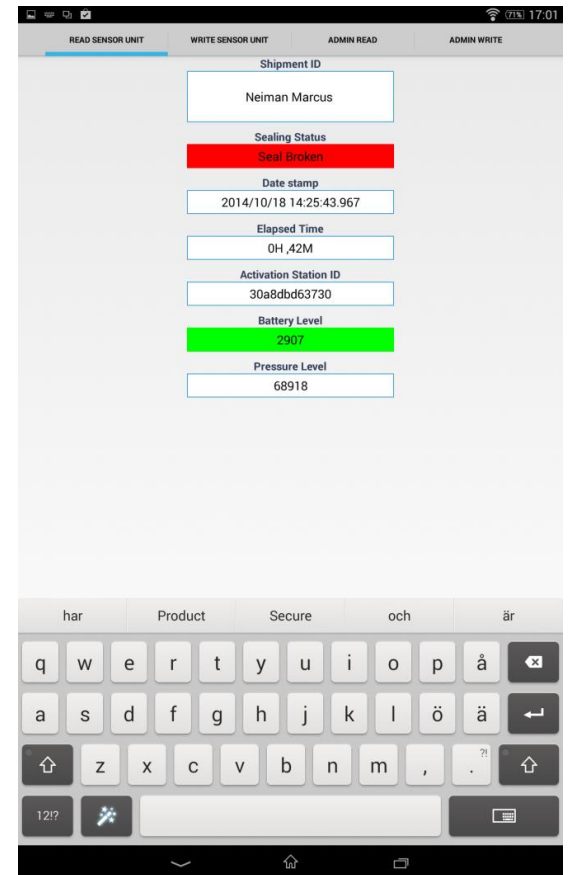 71% 17:01
READ SENSOR UNIT WRITE SENSOR UNIT ADMIN READ ADMIN WRITE
Shipment ID
Neiman Marcus
Sealing Status
Seal Broken
Date stamp
2014/10/18 14:25:43.967
Elapsed Time
0H ,42M
Activation Station ID
30a8dbd63730
Battery Level
2907
Pressure Level
68918
har Product Secure och är
q w e r t y u i o p å
a s d f g h j k l ö ä
z x c v b n m , . ?!
12!?